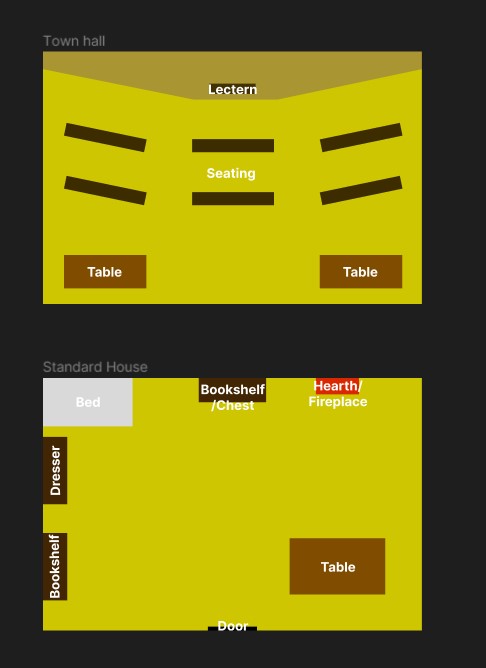 Town hall
Lectern
Seating
Table
Table
Standard House
Bed
Bookshelf
/Chest
Hearth/
Fireplace
Dresser
Bookshelf
Table
Door